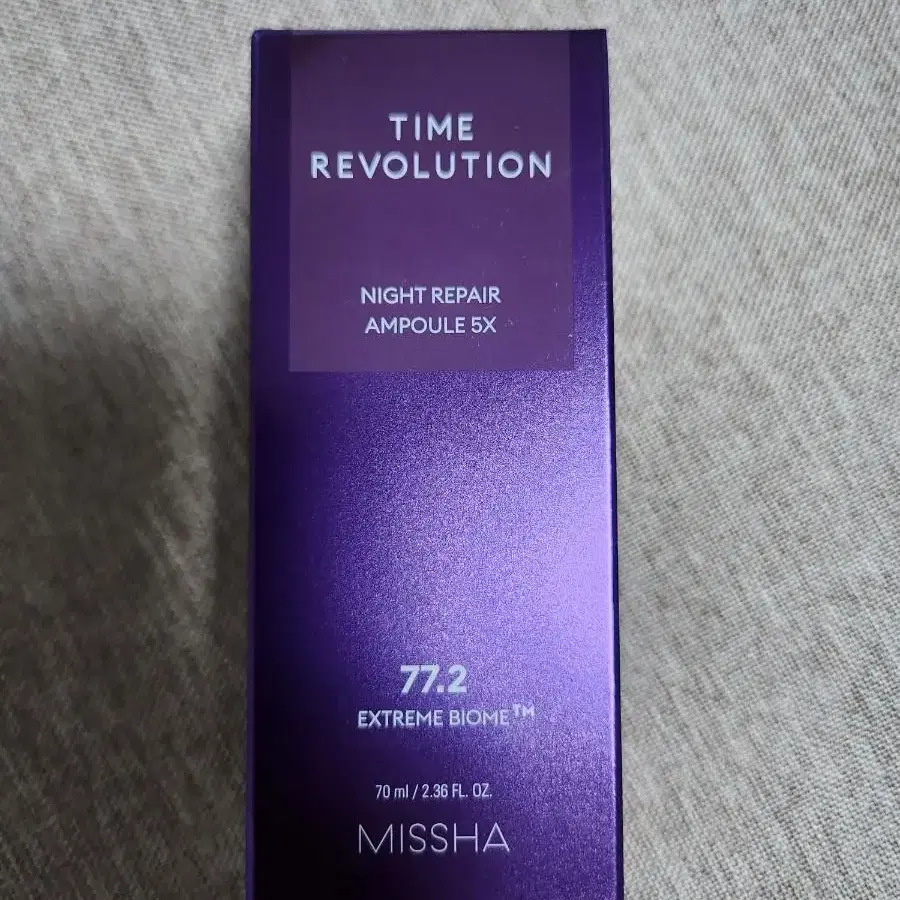 TIME
REVOLUTION
NIGHT REPAIR
AMPOULE 5X
77.2
EXTREME BIOME™
70 ml / 2.36 FL. OZ.
MISSHA